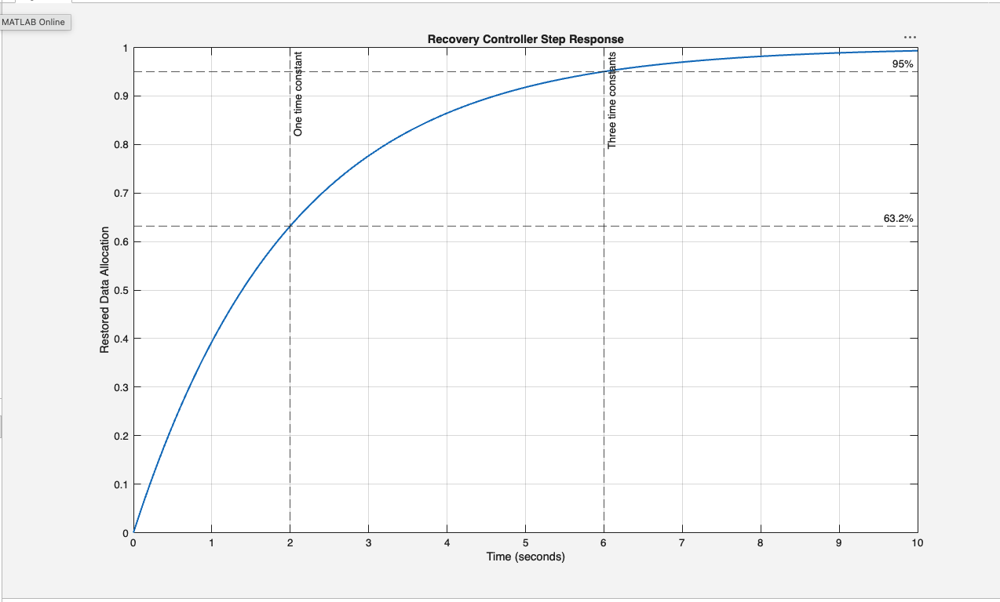 MATLAB Online
Recovery Controller Step Response
1
0.9
0.8
0.7
0.6
0.5
0.4
0.3
0.2
0.1
0
Restored Data Allocation
One time constant
Three time constants
95%
63.2%
0 1 2 3 4 5 6 7 8 9 10
Time (seconds)